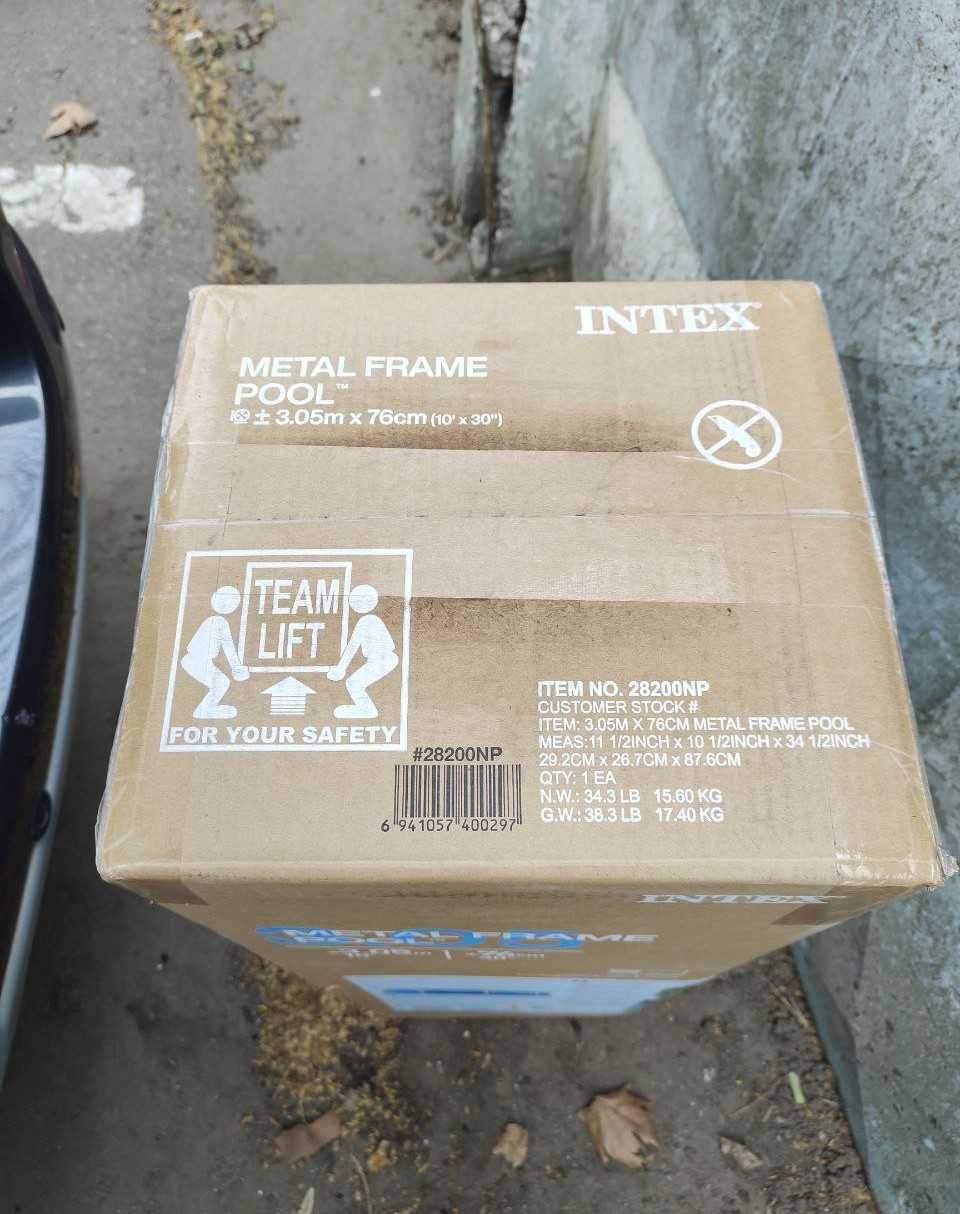 INTEX
METAL FRAME
POOL™
± 3.05m x 76cm (10' x 30")
TEAM
LIFT
FOR YOUR SAFETY
ITEM NO. 28200NP
CUSTOMER STOCK #
ITEM: 3.05M X 76CM METAL FRAME POOL
MEAS:11 1/2INCH x 10 1/2INCH x 34 1/2INCH
29.2CM x 26.7CM x 87.6CM
QTY: 1 EA
N.W.: 34.3 LB 15.60 KG
G.W.: 38.3 LB 17.40 KG
#28200NP
6 941057 400297
INTEX
METAL FRAME
POOL